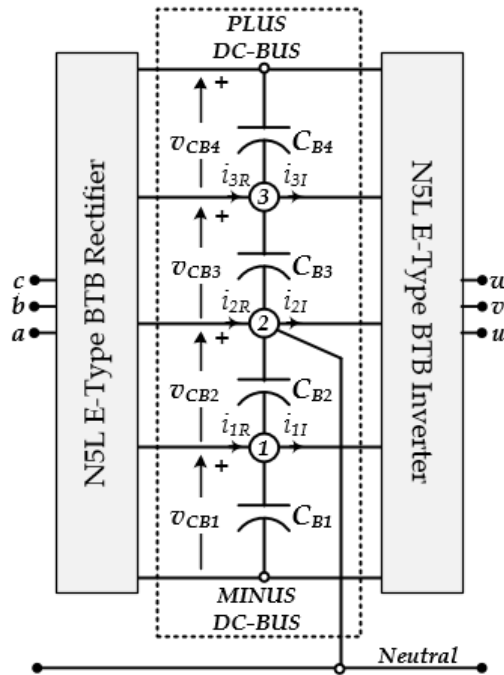 PLUS
DC-BUS
N5L E-Type BTB Rectifier
N5L E-Type BTB Inverter
+
vCB4
CB4
i3R
i3I
3
+
vCB3
CB3
c
b
a
w
v
u
i2R
i2I
2
+
vCB2
CB2
i1R
i1I
1
+
vCB1
CB1
MINUS
DC-BUS
Neutral